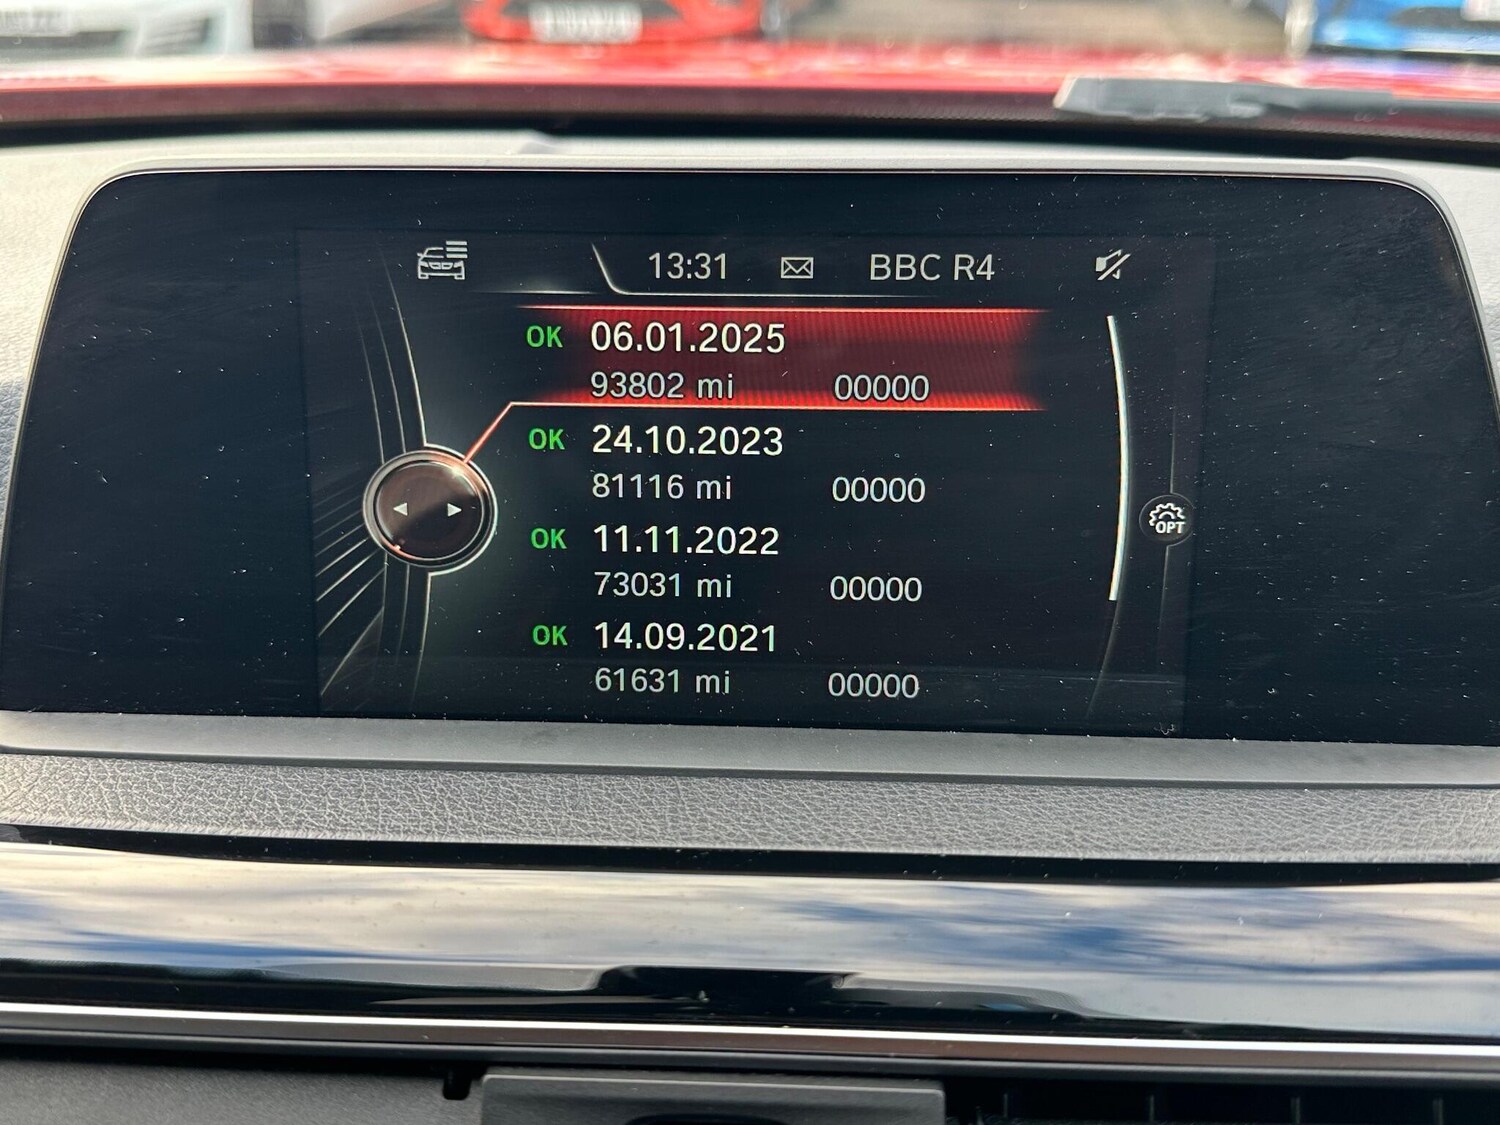 13:31 BBC R4
OK 06.01.2025
93802 mi 00000
OK 24.10.2023
81116 mi 00000
OK 11.11.2022
73031 mi 00000
OPT
OK 14.09.2021
61631 mi 00000